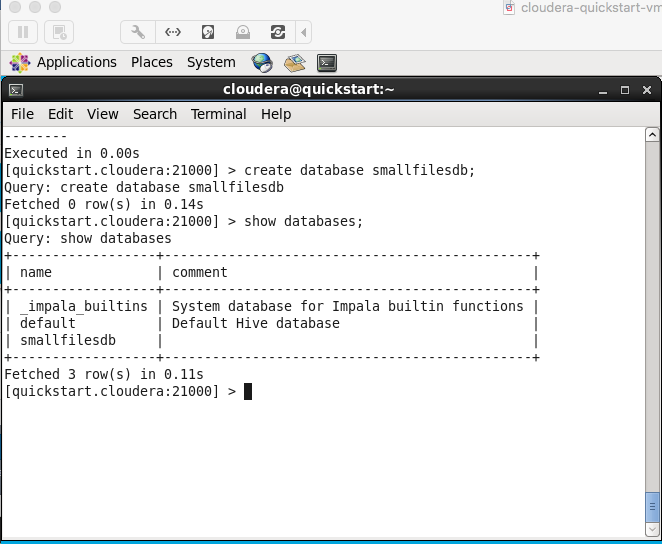 cloudera-quickstart-vm
Applications Places System
cloudera@quickstart:~
File Edit View Search Terminal Help
--------
Executed in 0.00s
[quickstart.cloudera:21000] > create database smallfilesdb;
Query: create database smallfilesdb
Fetched 0 row(s) in 0.14s
[quickstart.cloudera:21000] > show databases;
Query: show databases
+------------------+----------------------------------------------+
| name             | comment                                      |
+------------------+----------------------------------------------+
| _impala_builtins | System database for Impala builtin functions |
| default          | Default Hive database                        |
| smallfilesdb     |                                              |
+------------------+----------------------------------------------+
Fetched 3 row(s) in 0.11s
[quickstart.cloudera:21000] >